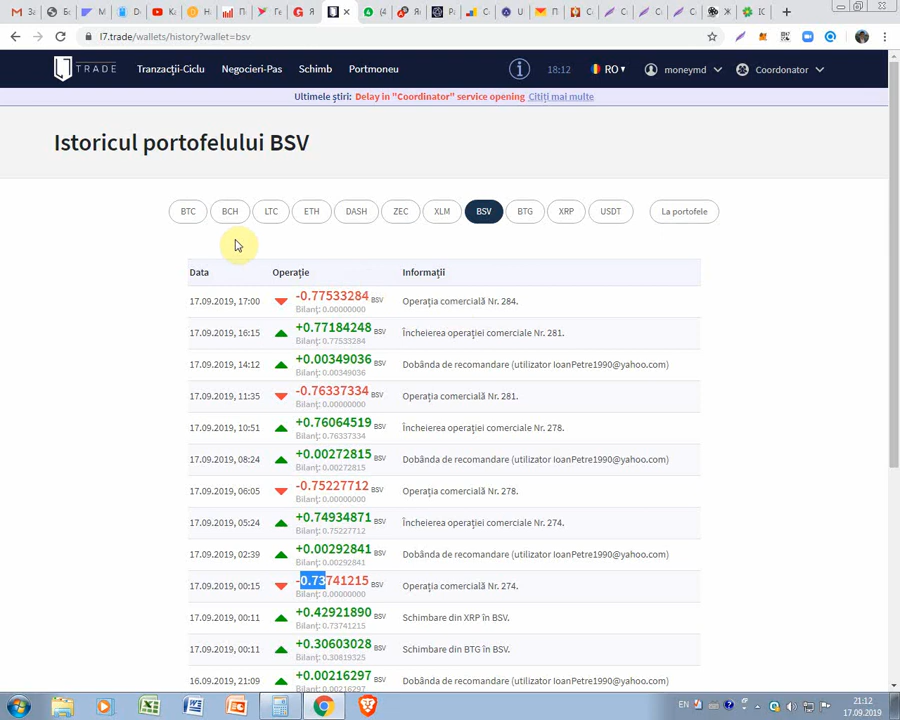 За
Бо
М
D
К
Н
П
Ге
Я
(4
Яп
Ра
С
U
П
Сп
Сп
Сп
Сп
Ж
IC
l7.trade/wallets/history?wallet=bsv
TRADE
Tranzacții-Ciclu
Negocieri-Pas
Schimb
Portmoneu
18:12
RO
moneymd
Coordonator
Ultimele știri: Delay in "Coordinator" service opening Citiți mai multe
Istoricul portofelului BSV
BTC BCH LTC ETH DASH ZEC XLM BSV BTG XRP USDT La portofele
Data Operație Informații
17.09.2019, 17:00 -0.77533284 BSV Operația comercială Nr. 284.
Bilanț: 0.00000000
17.09.2019, 16:15 +0.77184248 BSV Încheierea operației comerciale Nr. 281.
Bilanț: 0.77533284
17.09.2019, 14:12 +0.00349036 BSV Dobânda de recomandare (utilizator IoanPetre1990@yahoo.com)
Bilanț: 0.00349036
17.09.2019, 11:35 -0.76337334 BSV Operația comercială Nr. 281.
Bilanț: 0.00000000
17.09.2019, 10:51 +0.76064519 BSV Încheierea operației comerciale Nr. 278.
Bilanț: 0.76337334
17.09.2019, 08:24 +0.00272815 BSV Dobânda de recomandare (utilizator IoanPetre1990@yahoo.com)
Bilanț: 0.00272815
17.09.2019, 06:05 -0.75227712 BSV Operația comercială Nr. 278.
Bilanț: 0.00000000
17.09.2019, 05:24 +0.74934871 BSV Încheierea operației comerciale Nr. 274.
Bilanț: 0.75227712
17.09.2019, 02:39 +0.00292841 BSV Dobânda de recomandare (utilizator IoanPetre1990@yahoo.com)
Bilanț: 0.00292841
17.09.2019, 00:15 -0.73741215 BSV Operația comercială Nr. 274.
Bilanț: 0.00000000
17.09.2019, 00:11 +0.42921890 BSV Schimbare din XRP în BSV.
Bilanț: 0.73741215
17.09.2019, 00:11 +0.30603028 BSV Schimbare din BTG în BSV.
Bilanț: 0.30819325
16.09.2019, 21:09 +0.00216297 BSV Dobânda de recomandare (utilizator IoanPetre1990@yahoo.com)
EN
21:12
17.09.2019